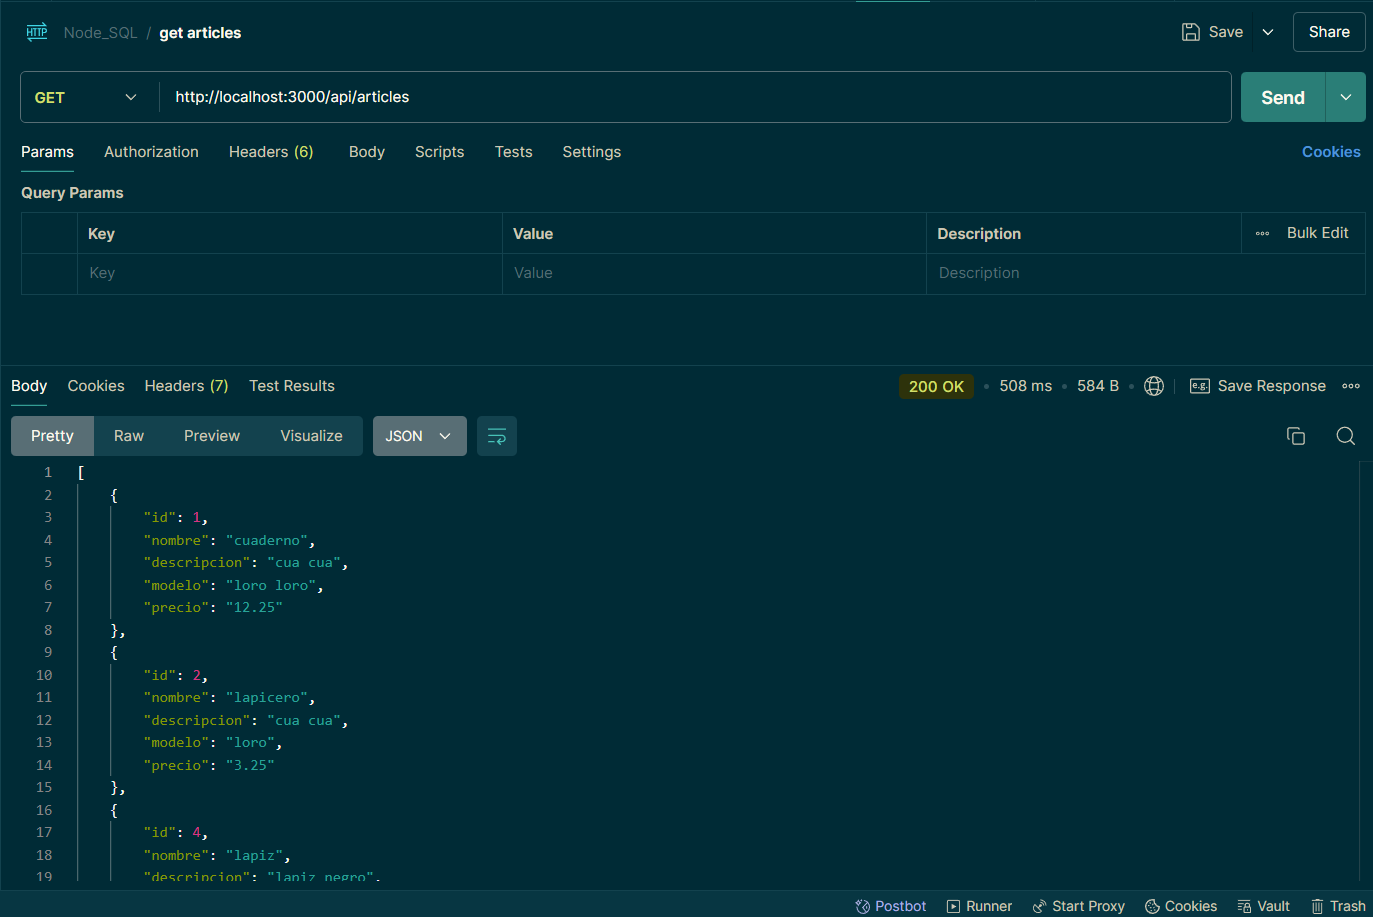 HTTP Node_SQL / get articles Save Share
GET http://localhost:3000/api/articles Send
Params Authorization Headers (6) Body Scripts Tests Settings Cookies
Query Params
Key Value Description Bulk Edit
Key Value Description
Body Cookies Headers (7) Test Results 200 OK 508 ms 584 B e.g. Save Response
Pretty Raw Preview Visualize JSON
1 [
2 {
3 "id": 1,
4 "nombre": "cuaderno",
5 "descripcion": "cua cua",
6 "modelo": "loro loro",
7 "precio": "12.25"
8 },
9 {
10 "id": 2,
11 "nombre": "lapicero",
12 "descripcion": "cua cua",
13 "modelo": "loro",
14 "precio": "3.25"
15 },
16 {
17 "id": 4,
18 "nombre": "lapiz",
19 "descripcion": "lapiz negro",
Postbot Runner Start Proxy Cookies Vault Trash